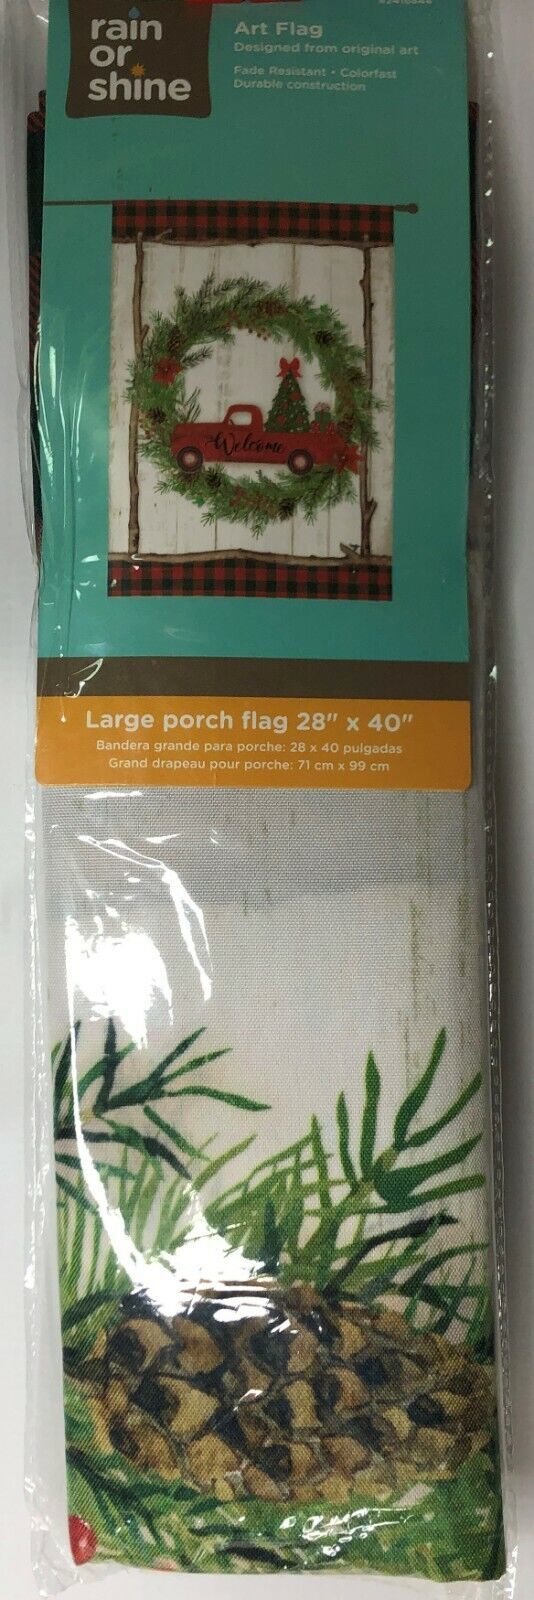 rain
or
shine
Art Flag
Designed from original art
Fade Resistant • Colorfast
Durable construction
Welcome
Large porch flag 28" x 40"
Bandera grande para porche: 28 x 40 pulgadas
Grand drapeau pour porche: 71 cm x 99 cm